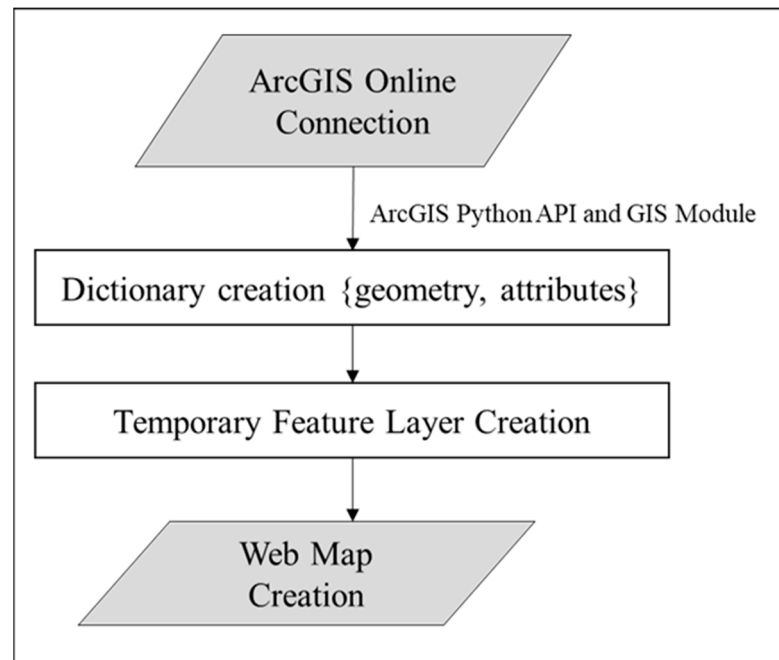 ArcGIS Online
Connection
ArcGIS Python API and GIS Module
Dictionary creation {geometry, attributes}
Temporary Feature Layer Creation
Web Map
Creation